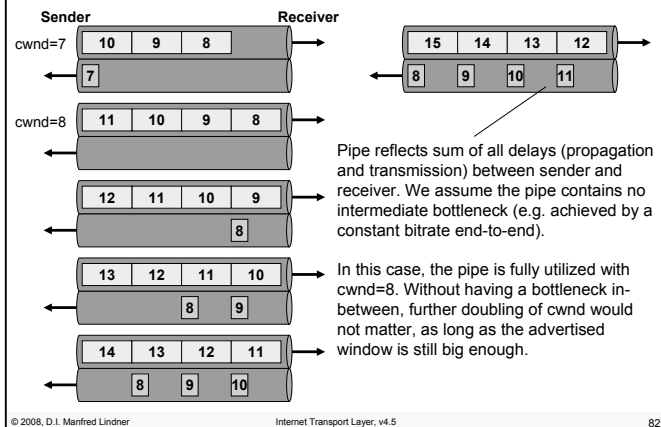 Sender Receiver
cwnd=7 10 9 8
7
cwnd=8 11 10 9 8
12 11 10 9
8
13 12 11 10
8 9
14 13 12 11
8 9 10
15 14 13 12
8 9 10 11
Pipe reflects sum of all delays (propagation
and transmission) between sender and
receiver. We assume the pipe contains no
intermediate bottleneck (e.g. achieved by a
constant bitrate end-to-end).
In this case, the pipe is fully utilized with
cwnd=8. Without having a bottleneck in-
between, further doubling of cwnd would
not matter, as long as the advertised
window is still big enough.
© 2008, D.I. Manfred Lindner Internet Transport Layer, v4.5 82